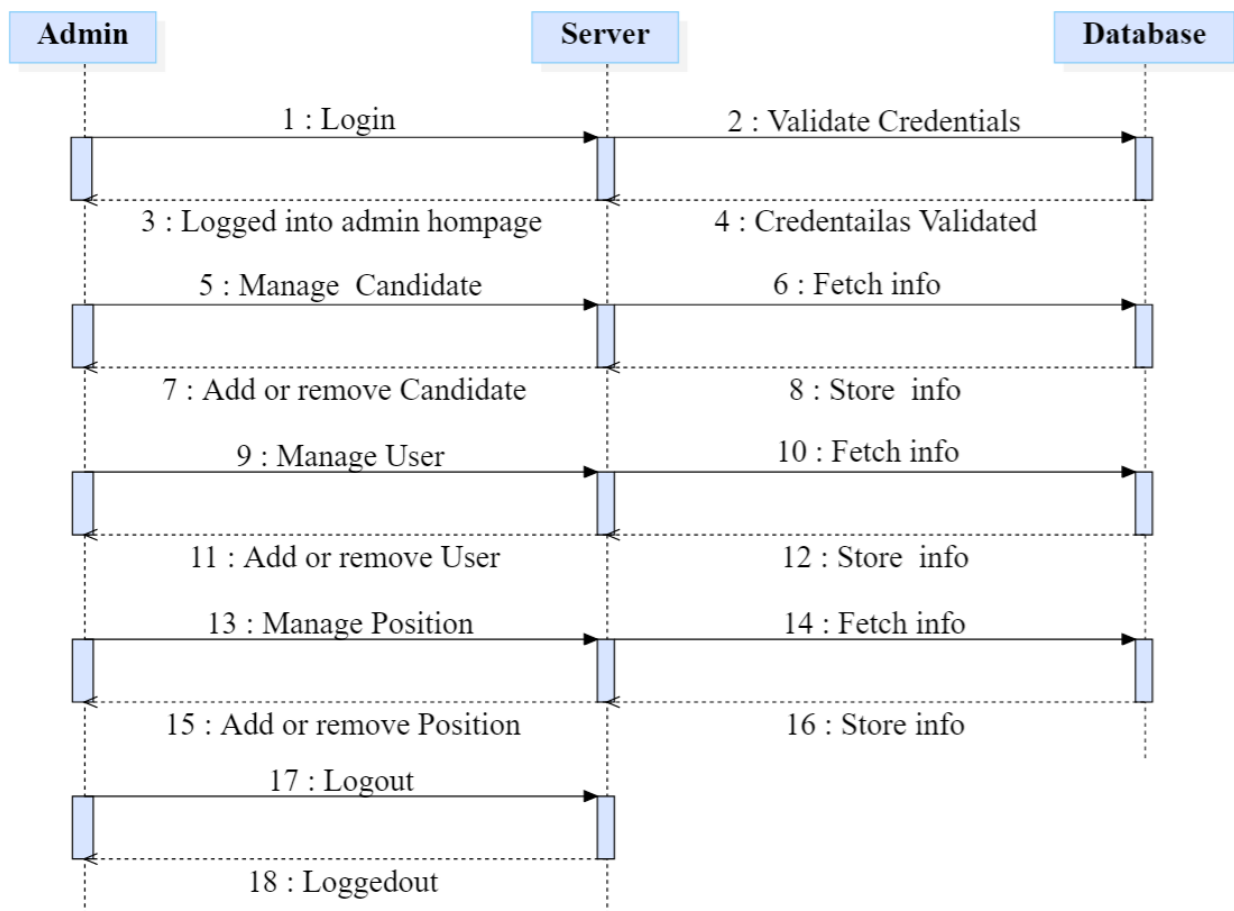 Admin
Server
Database
1 : Login
2 : Validate Credentials
3 : Logged into admin hompage
4 : Credentailas Validated
5 : Manage  Candidate
6 : Fetch info
7 : Add or remove Candidate
8 : Store  info
9 : Manage User
10 : Fetch info
11 : Add or remove User
12 : Store  info
13 : Manage Position
14 : Fetch info
15 : Add or remove Position
16 : Store info
17 : Logout
18 : Loggedout